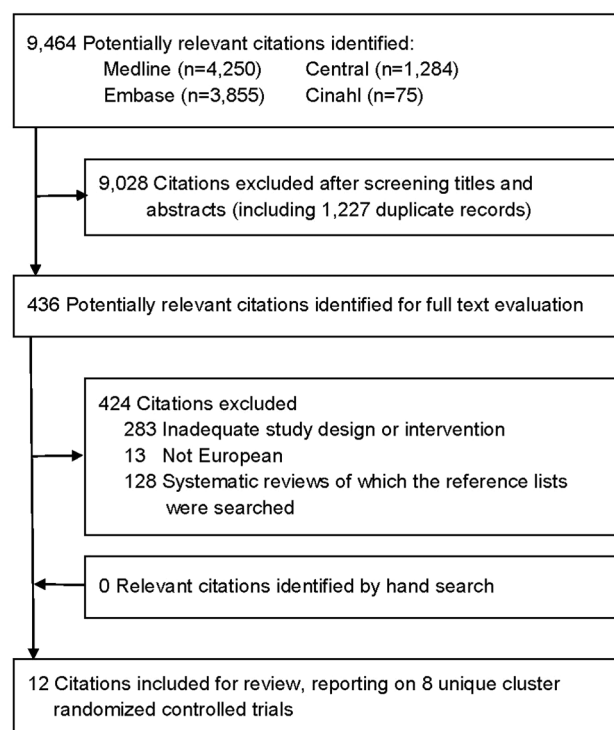 9,464 Potentially relevant citations identified:
Medline (n=4,250) Central (n=1,284)
Embase (n=3,855) Cinahl (n=75)
9,028 Citations excluded after screening titles and
abstracts (including 1,227 duplicate records)
436 Potentially relevant citations identified for full text evaluation
424 Citations excluded
283 Inadequate study design or intervention
13 Not European
128 Systematic reviews of which the reference lists
were searched
0 Relevant citations identified by hand search
12 Citations included for review, reporting on 8 unique cluster
randomized controlled trials